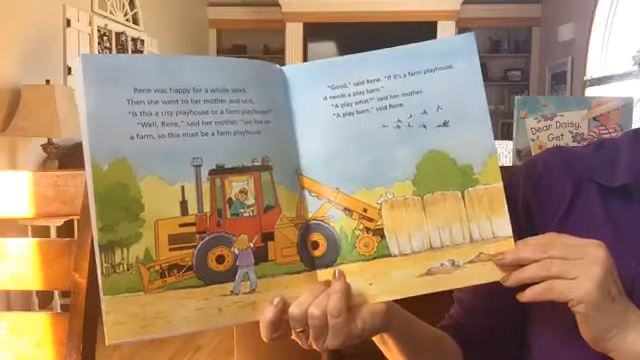 Rene was happy for a whole week.
Then she went to her mother and said,
"Is this a city playhouse or a farm playhouse?"
"Well, Rene," said her mother, "we live on
a farm, so this must be a farm playhouse."
"Good," said Rene. "If it's a farm playhouse,
it needs a play barn."
"A play what?" said her mother.
"A play barn," said Rene.
DEAR DAISY,
GET WELL